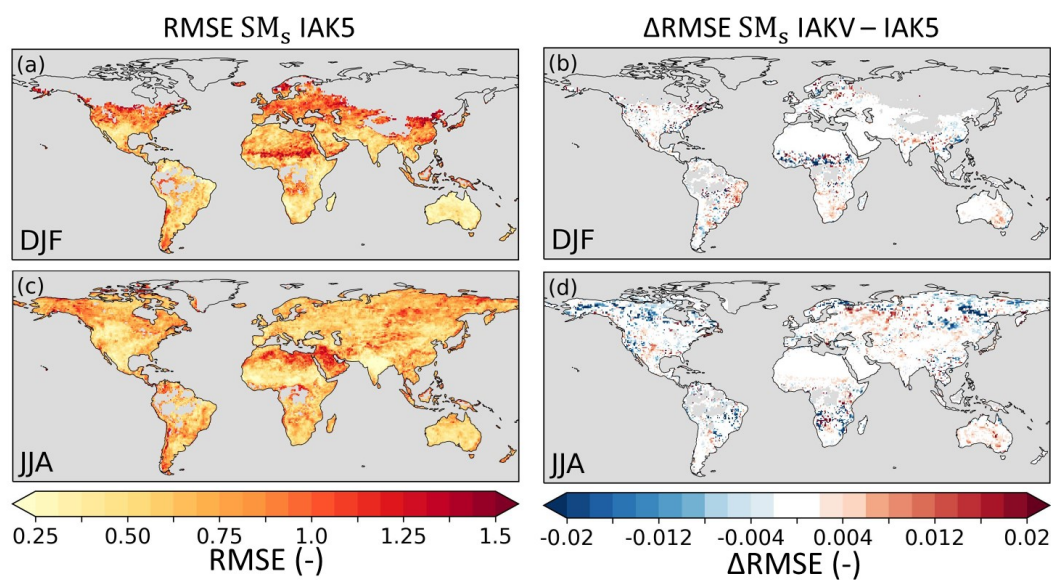 RMSE SMₛ IAK5
ΔRMSE SMₛ IAKV – IAK5
(a)
DJF
(b)
DJF
(c)
JJA
(d)
JJA
0.25 0.50 0.75 1.0 1.25 1.5
RMSE (-)
-0.02 -0.012 -0.004 0.004 0.012 0.02
ΔRMSE (-)